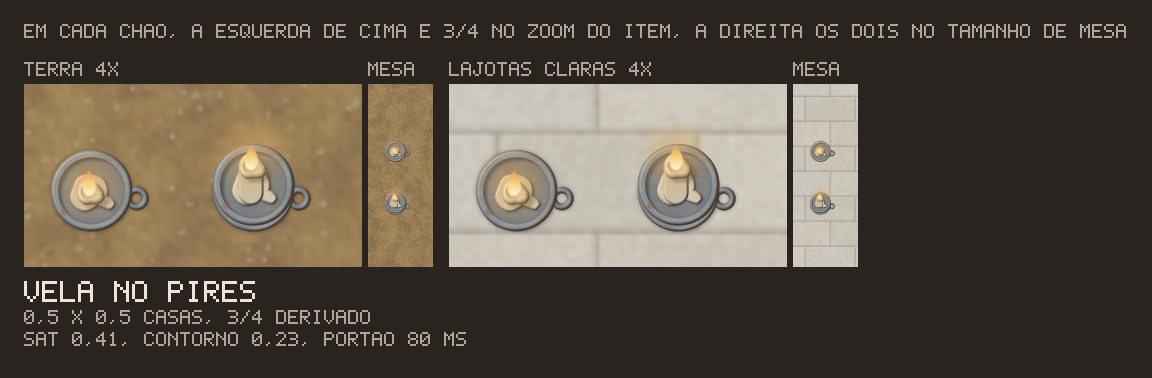 EM CADA CHAO, A ESQUERDA DE CIMA E 3/4 NO ZOOM DO ITEM, A DIREITA OS DOIS NO TAMANHO DE MESA
TERRA 4X MESA LAJOTAS CLARAS 4X MESA
VELA NO PIRES
0,5 X 0,5 CASAS, 3/4 DERIVADO
SAT 0,41, CONTORNO 0,23, PORTAO 80 MS